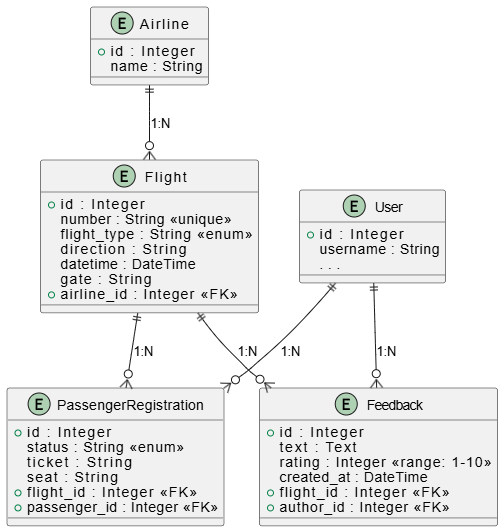 E Airline
id : Integer
name : String
1:N
E Flight
id : Integer
number : String «unique»
flight_type : String «enum»
direction : String
datetime : DateTime
gate : String
airline_id : Integer «FK»
E User
id : Integer
username : String
...
1:N
1:N
1:N
E PassengerRegistration
id : Integer
status : String «enum»
ticket : String
seat : String
flight_id : Integer «FK»
passenger_id : Integer «FK»
E Feedback
id : Integer
text : Text
rating : Integer «range: 1-10»
created_at : DateTime
flight_id : Integer «FK»
author_id : Integer «FK»